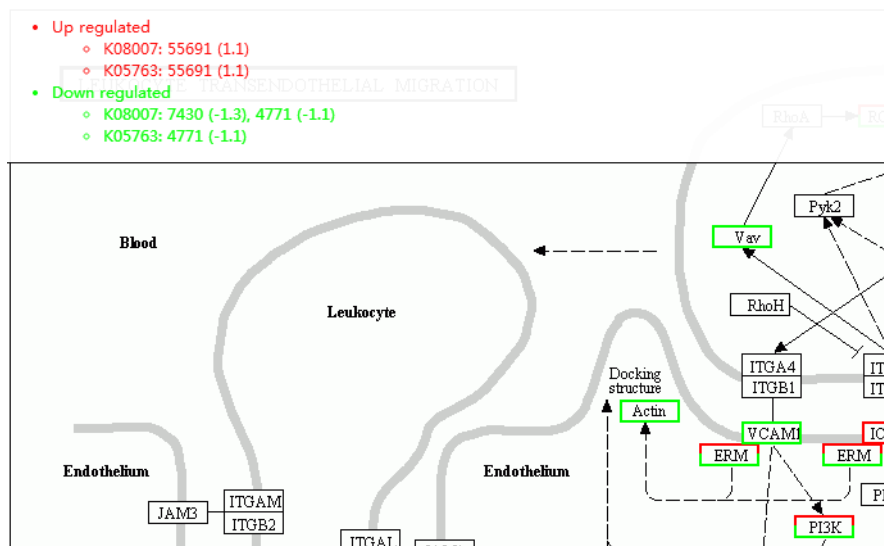 Up regulated
K08007: 55691 (1.1)
K05763: 55691 (1.1)
LEUKOCYTE TRANSENDOTHELIAL MIGRATION
Down regulated
K08007: 7430 (-1.3), 4771 (-1.1)
K05763: 4771 (-1.1)
RhoA
Pyk2
Vav
Blood
RhoH
Leukocyte
ITGA4
ITGB1
Docking
structure
Actin
VCAM1
ERM
ERM
Endothelium
Endothelium
ITGAM
ITGB2
JAM3
PI3K